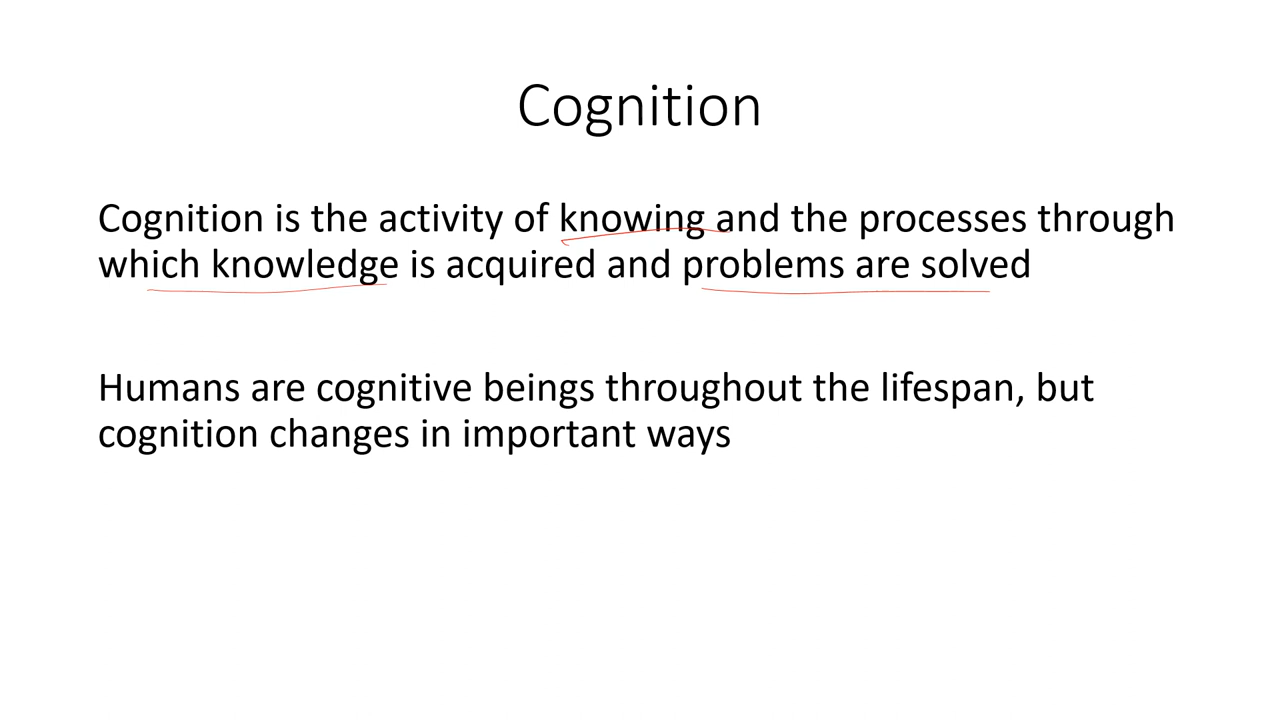 Cognition
Cognition is the activity of knowing and the processes through
which knowledge is acquired and problems are solved
Humans are cognitive beings throughout the lifespan, but
cognition changes in important ways